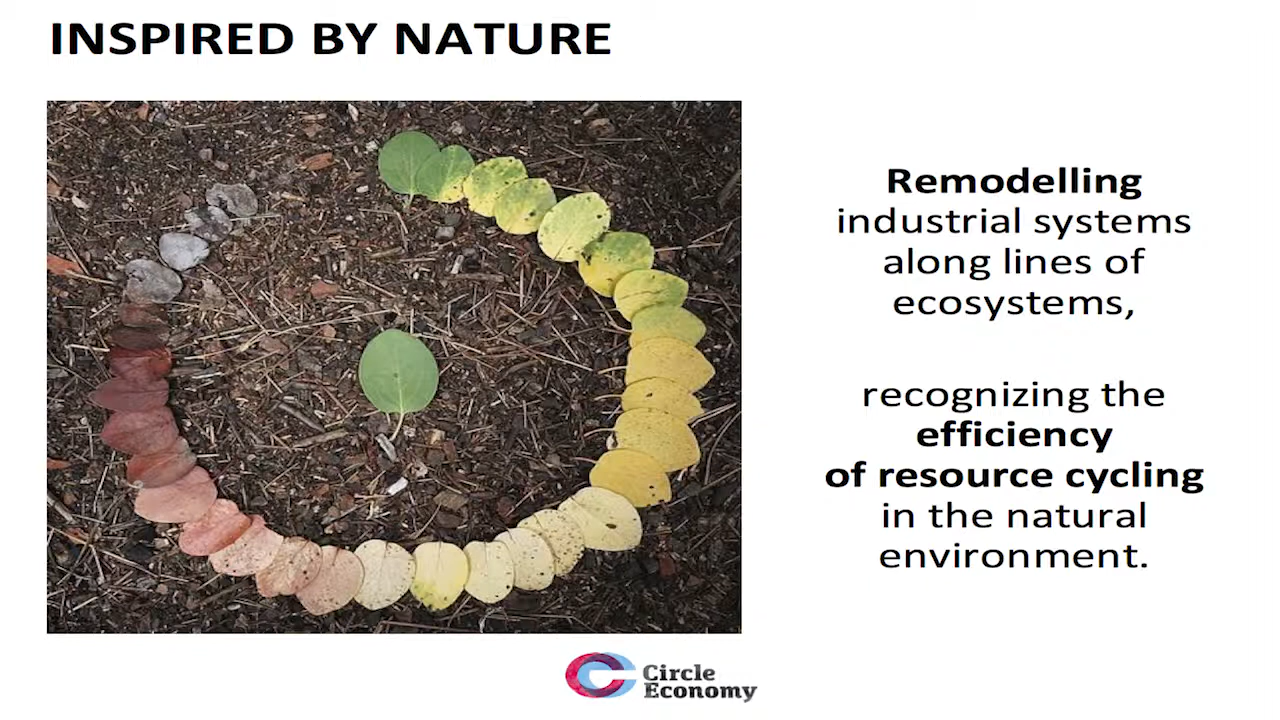 INSPIRED BY NATURE
Remodelling
industrial systems
along lines of
ecosystems,
recognizing the
efficiency
of resource cycling
in the natural
environment.
Circle
Economy